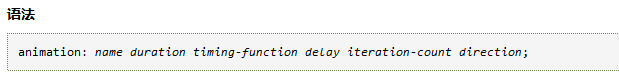 语法
animation: name duration timing-function delay iteration-count direction;